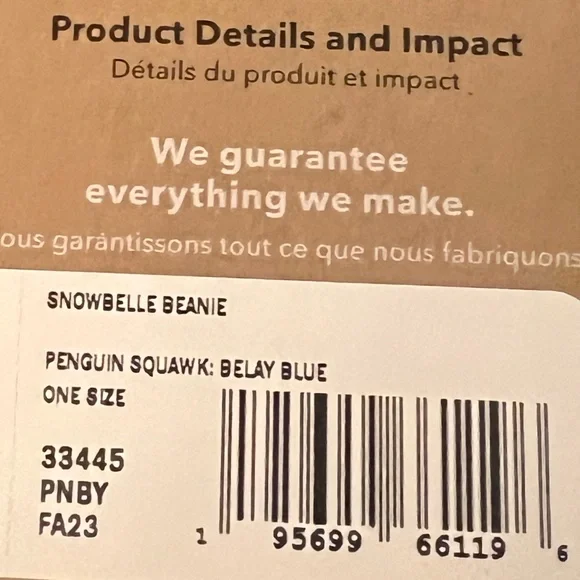 Product Details and Impact
Détails du produit et impact
We guarantee
everything we make.
ous garantissons tout ce que nous fabriquons
SNOWBELLE BEANIE
PENGUIN SQUAWK: BELAY BLUE
ONE SIZE
33445
PNBY
FA23
1 95699 66119 6